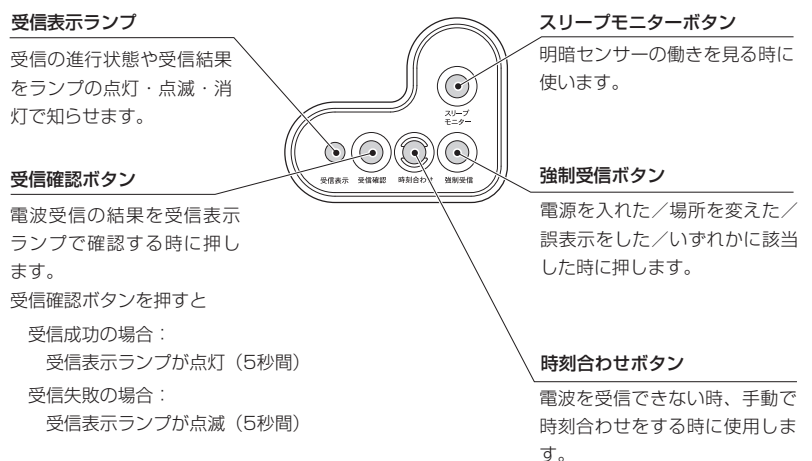 受信表示ランプ
受信の進行状態や受信結果
をランプの点灯・点滅・消
灯で知らせます。
受信確認ボタン
電波受信の結果を受信表示
ランプで確認する時に押し
ます。
受信確認ボタンを押すと
受信成功の場合：
受信表示ランプが点灯（5秒間）
受信失敗の場合：
受信表示ランプが点滅（5秒間）
スリープ
モニター
受信表示 受信確認 時刻合わせ 強制受信
スリープモニターボタン
明暗センサーの働きを見る時に
使います。
強制受信ボタン
電源を入れた／場所を変えた／
誤表示をした／いずれかに該当
した時に押します。
時刻合わせボタン
電波を受信できない時、手動で
時刻合わせをする時に使用しま
す。